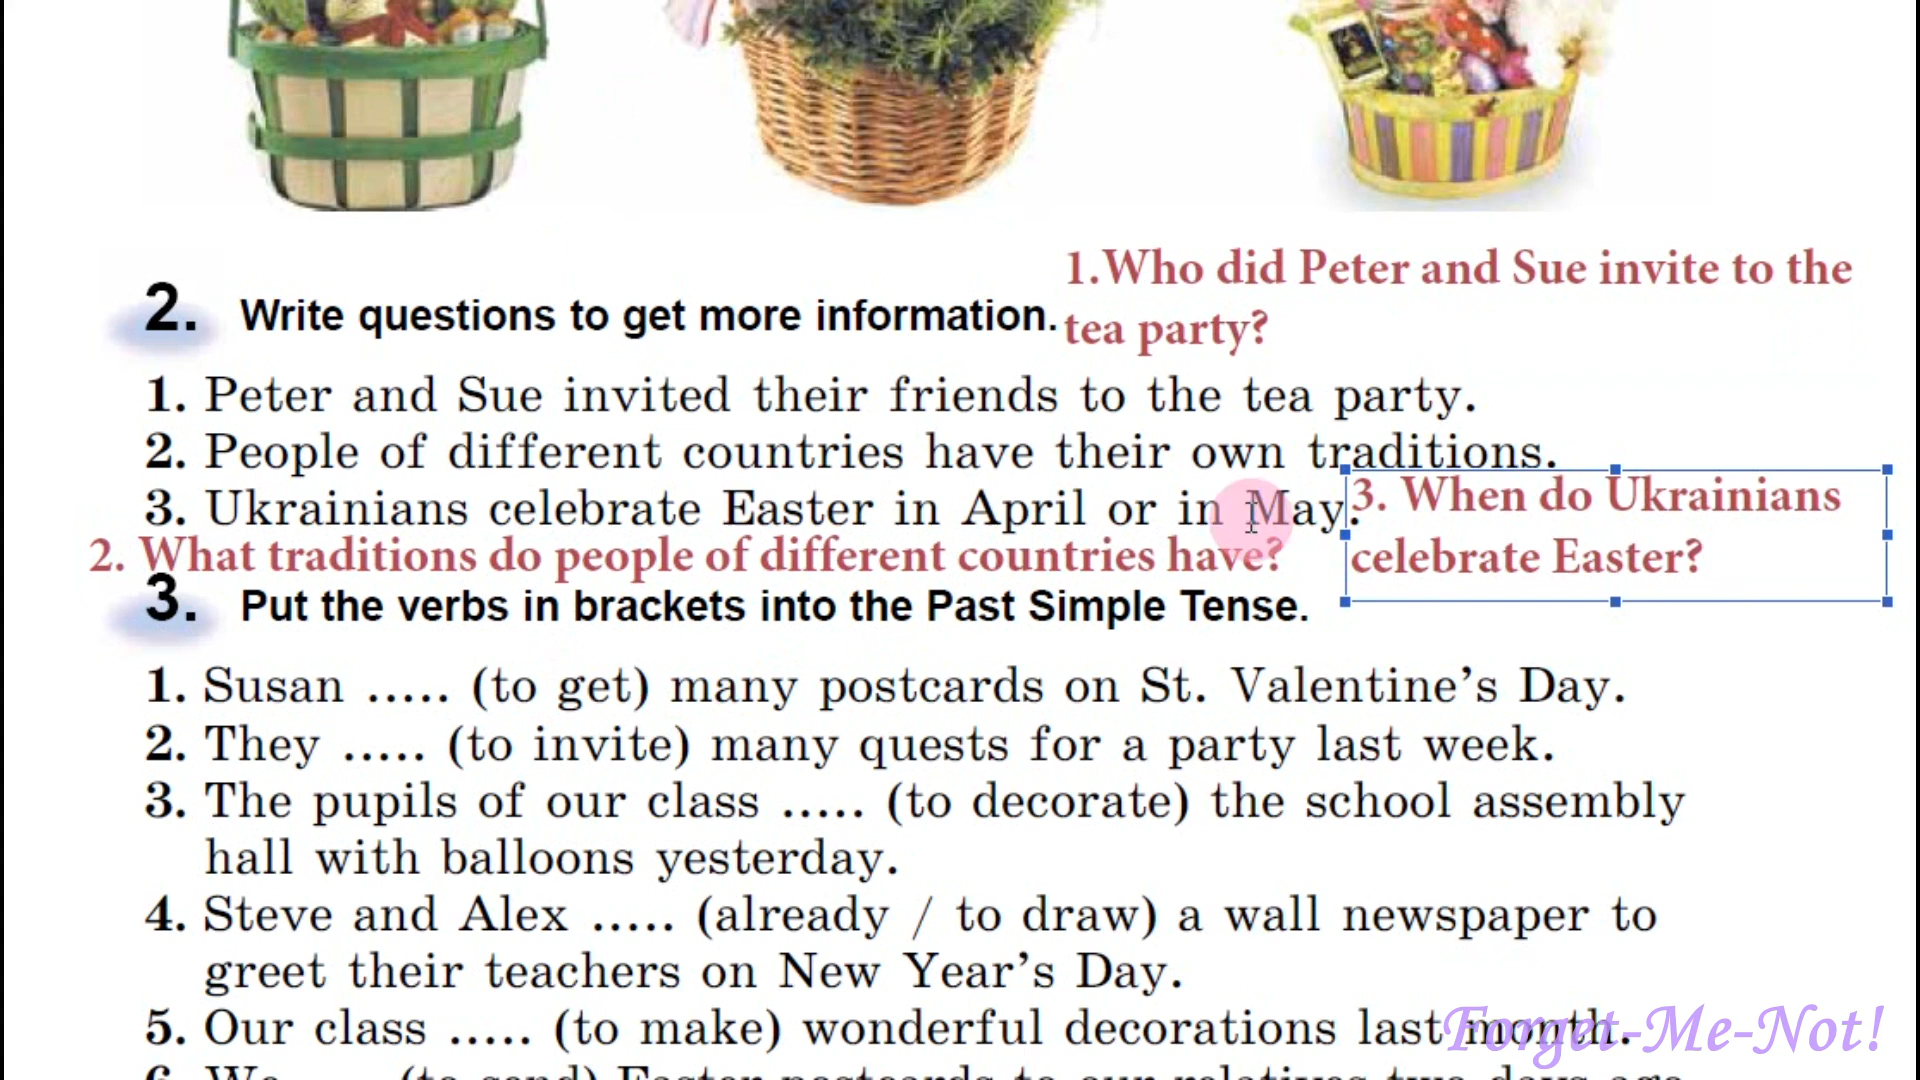 1.Who did Peter and Sue invite to the
tea party?
2. Write questions to get more information.
1. Peter and Sue invited their friends to the tea party.
2. People of different countries have their own traditions.
3. Ukrainians celebrate Easter in April or in May.
3. When do Ukrainians
celebrate Easter?
2. What traditions do people of different countries have?
3. Put the verbs in brackets into the Past Simple Tense.
1. Susan ..... (to get) many postcards on St. Valentine's Day.
2. They ..... (to invite) many quests for a party last week.
3. The pupils of our class ..... (to decorate) the school assembly
hall with balloons yesterday.
4. Steve and Alex ..... (already / to draw) a wall newspaper to
greet their teachers on New Year's Day.
5. Our class ..... (to make) wonderful decorations last month.
Forget-Me-Not!
6. We ..... (to send) Easter postcards to our relatives two days ago